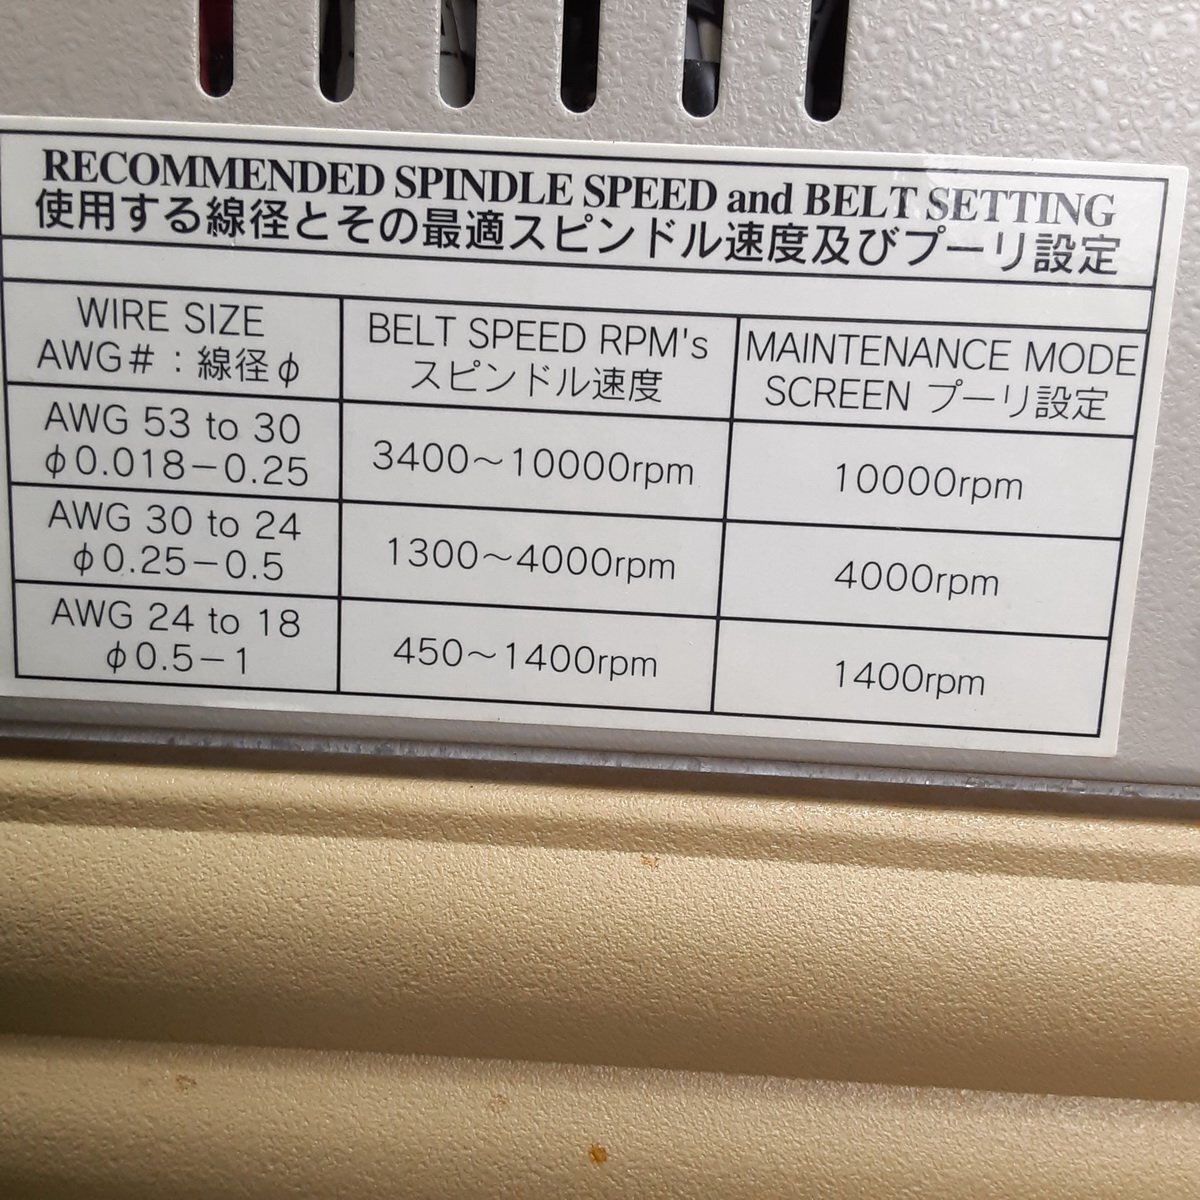 RECOMMENDED SPINDLE SPEED and BELT SETTING
使用する線径とその最適スピンドル速度及びプーリ設定
WIRE SIZE
AWG# : 線径φ
BELT SPEED RPM's
スピンドル速度
MAINTENANCE MODE
SCREEN プーリ設定
AWG 53 to 30
φ0.018-0.25
3400~10000rpm
10000rpm
AWG 30 to 24
φ0.25-0.5
1300~4000rpm
4000rpm
AWG 24 to 18
φ0.5-1
450~1400rpm
1400rpm